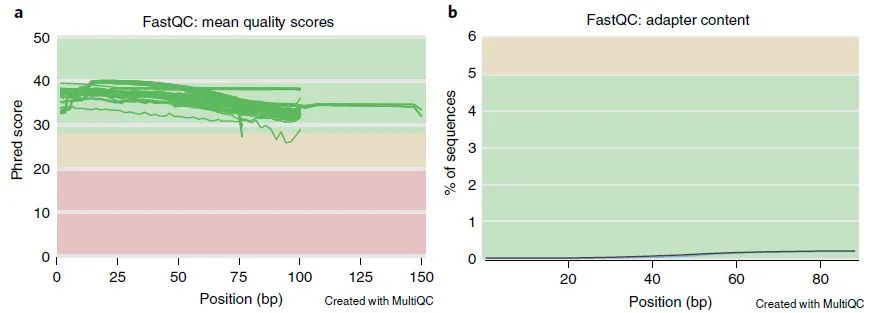 a
FastQC: mean quality scores
50
40
30
20
10
0
Phred score
0 25 50 75 100 125 150
Position (bp)
Created with MultiQC
b
FastQC: adapter content
6
5
4
3
2
1
0
% of sequences
20 40 60 80
Position (bp)
Created with MultiQC